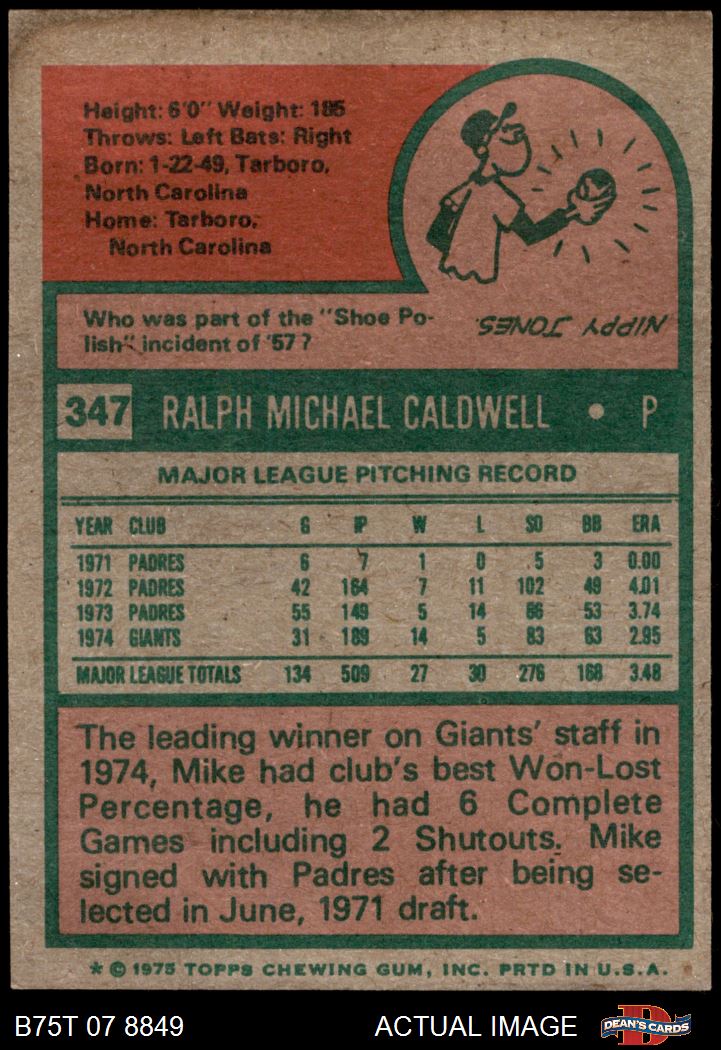 Height: 6'0" Weight: 185
Throws: Left Bats: Right
Born: 1-22-49, Tarboro,
North Carolina
Home: Tarboro,
North Carolina
Who was part of the "Shoe Po-
lish" incident of '57?
NIPPY JONES.
347 RALPH MICHAEL CALDWELL • P
MAJOR LEAGUE PITCHING RECORD
YEAR CLUB G IP W L SO BB ERA
1971 PADRES 6 7 1 0 5 3 0.00
1972 PADRES 42 164 7 11 102 49 4.01
1973 PADRES 55 149 5 14 86 53 3.74
1974 GIANTS 31 189 14 5 83 63 2.95
MAJOR LEAGUE TOTALS 134 509 27 30 276 168 3.48
The leading winner on Giants' staff in
1974, Mike had club's best Won-Lost
Percentage, he had 6 Complete
Games including 2 Shutouts. Mike
signed with Padres after being se-
lected in June, 1971 draft.
* © 1975 TOPPS CHEWING GUM, INC. PRTD IN U.S.A.
B75T 07 8849 ACTUAL IMAGE DEAN'S CARDS